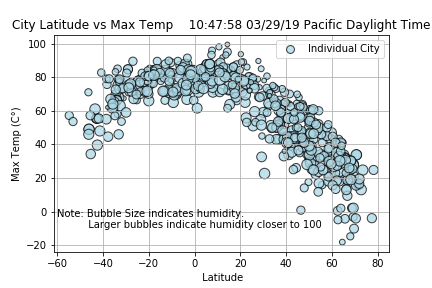 City Latitude vs Max Temp    10:47:58 03/29/19 Pacific Daylight Time
Individual City
100
80
60
40
20
0
−20
Max Temp (C°)
Note: Bubble Size indicates humidity.
Larger bubbles indicate humidity closer to 100
−60 −40 −20 0 20 40 60 80
Latitude